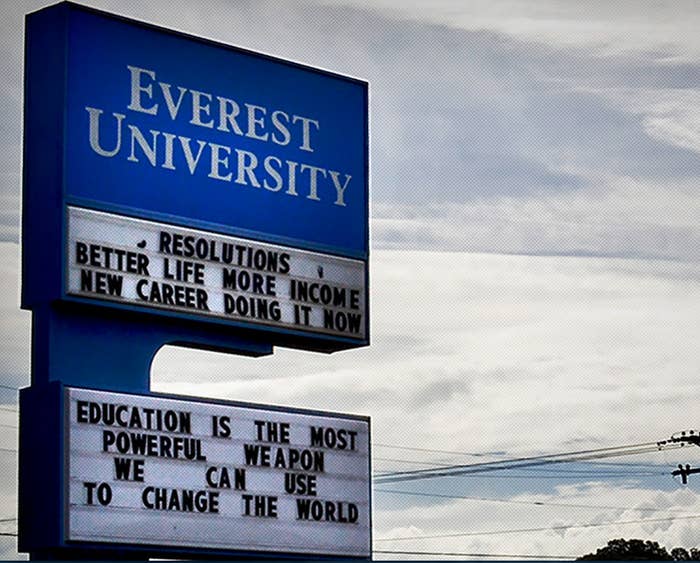 EVEREST
UNIVERSITY
RESOLUTIONS
BETTER LIFE MORE INCOME
NEW CAREER DOING IT NOW
EDUCATION IS THE MOST
POWERFUL WEAPON
WE CAN USE
TO CHANGE THE WORLD